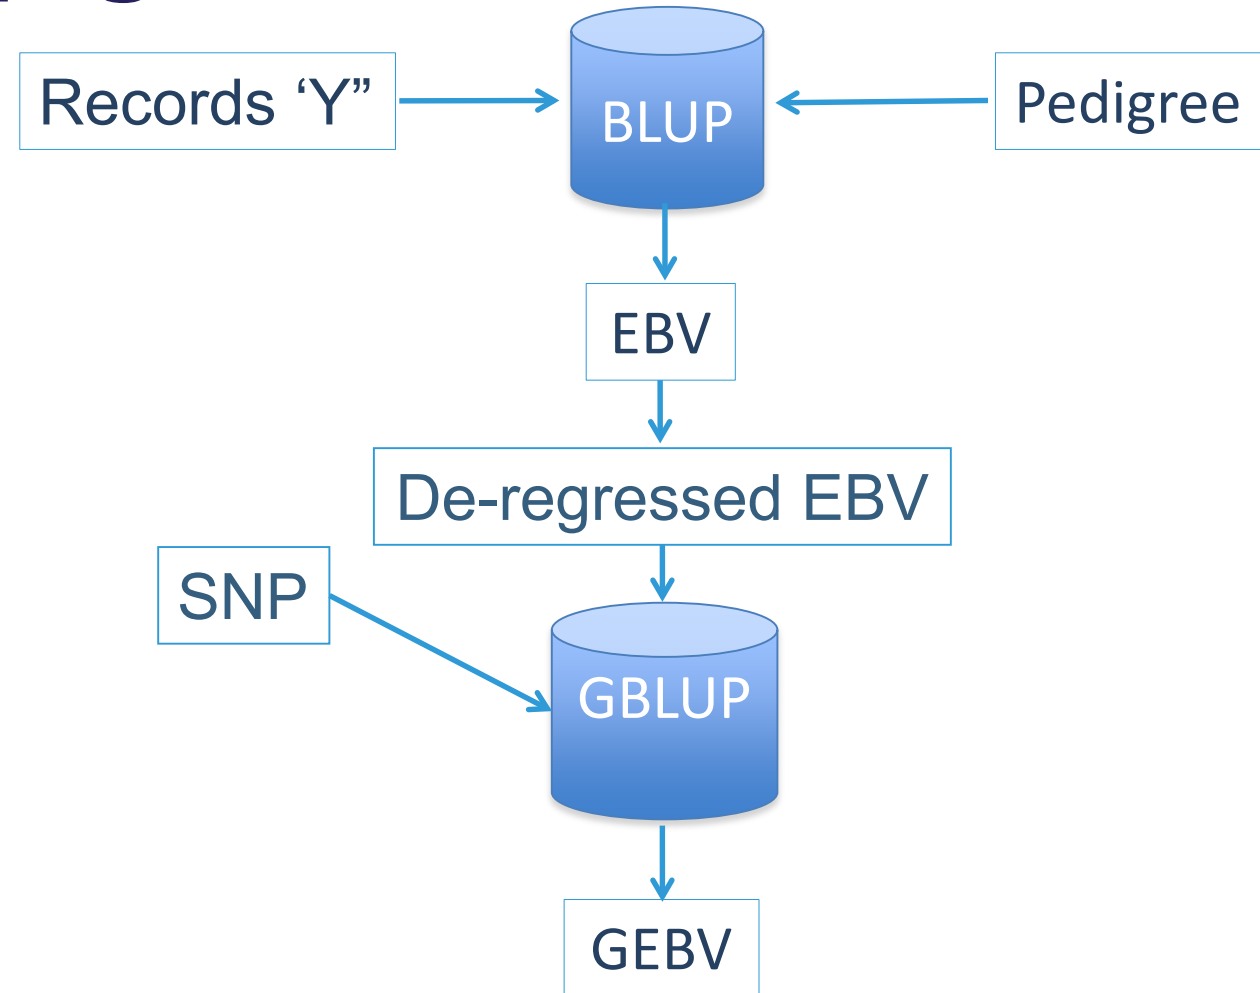 Records ‘Y”
BLUP
Pedigree
EBV
De-regressed EBV
SNP
GBLUP
GEBV